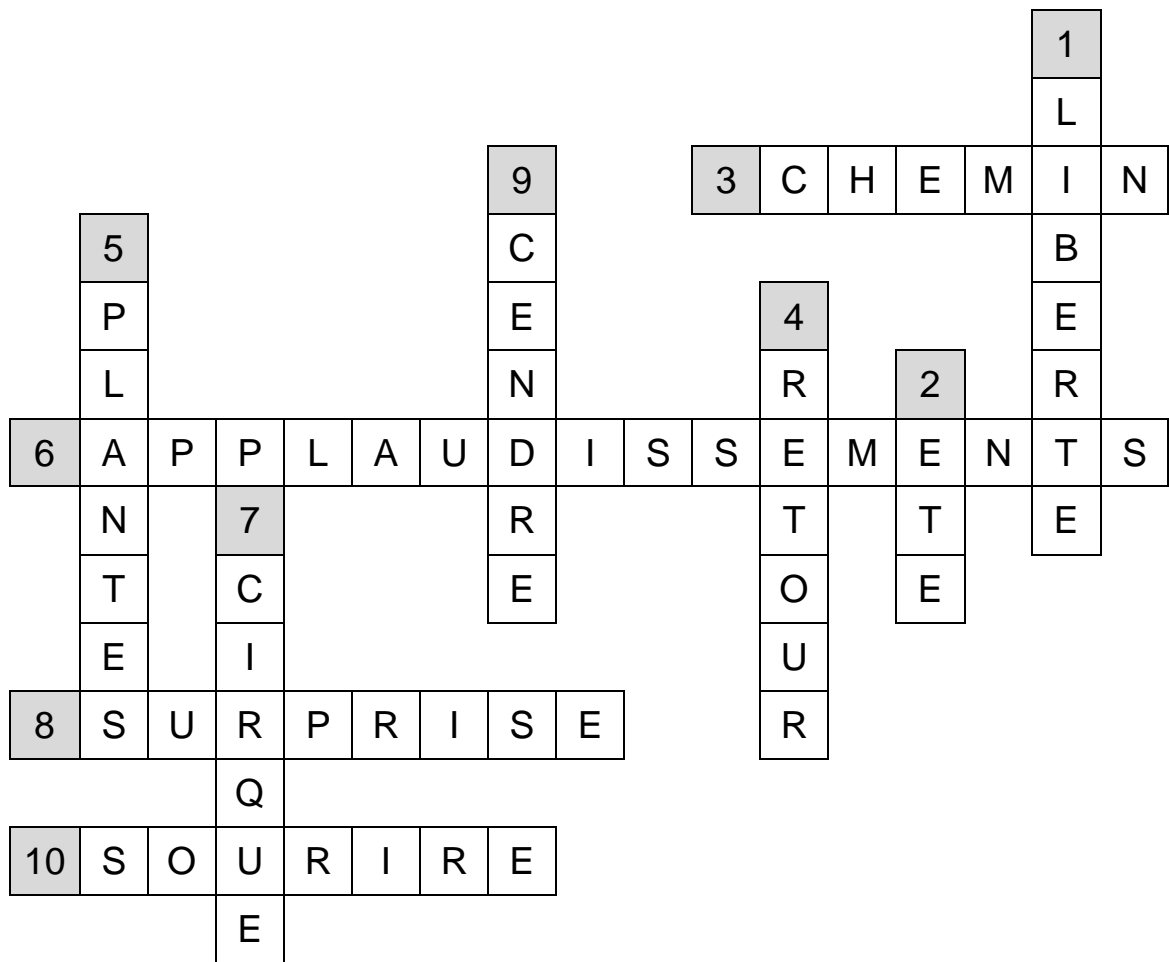 1
L
9 3 C H E M I N
5 C B
P E 4 E
L N R 2 R
6 A P P L A U D I S S E M E N T S
N 7 R T T E
T C E O E
E I U
8 S U R P R I S E R
Q
10 S O U R I R E
E